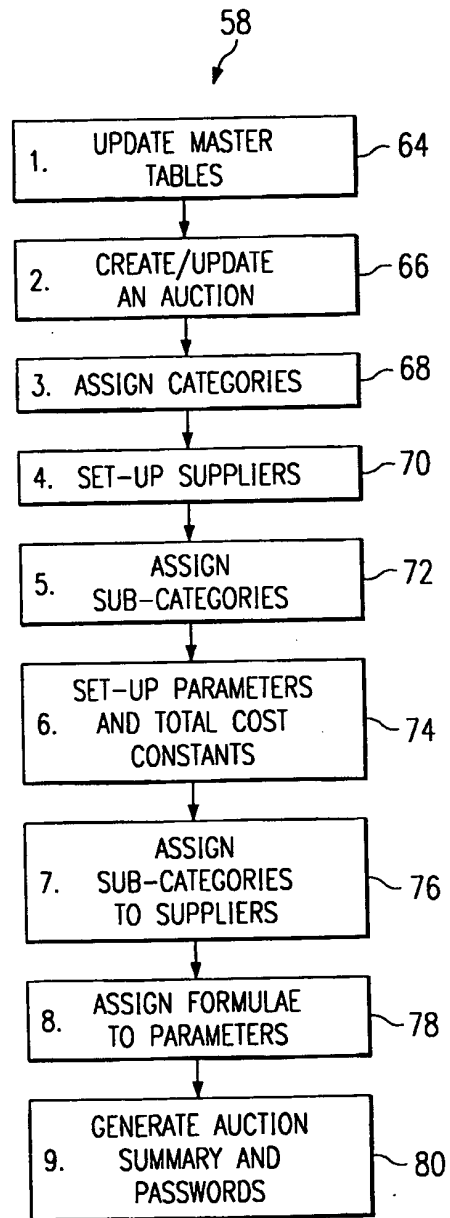 58
1. UPDATE MASTER
TABLES
64
2. CREATE/UPDATE
AN AUCTION
66
3. ASSIGN CATEGORIES
68
4. SET-UP SUPPLIERS
70
5. ASSIGN
SUB-CATEGORIES
72
SET-UP PARAMETERS
6. AND TOTAL COST
CONSTANTS
74
ASSIGN
7. SUB-CATEGORIES
TO SUPPLIERS
76
8. ASSIGN FORMULAE
TO PARAMETERS
78
GENERATE AUCTION
9. SUMMARY AND
PASSWORDS
80